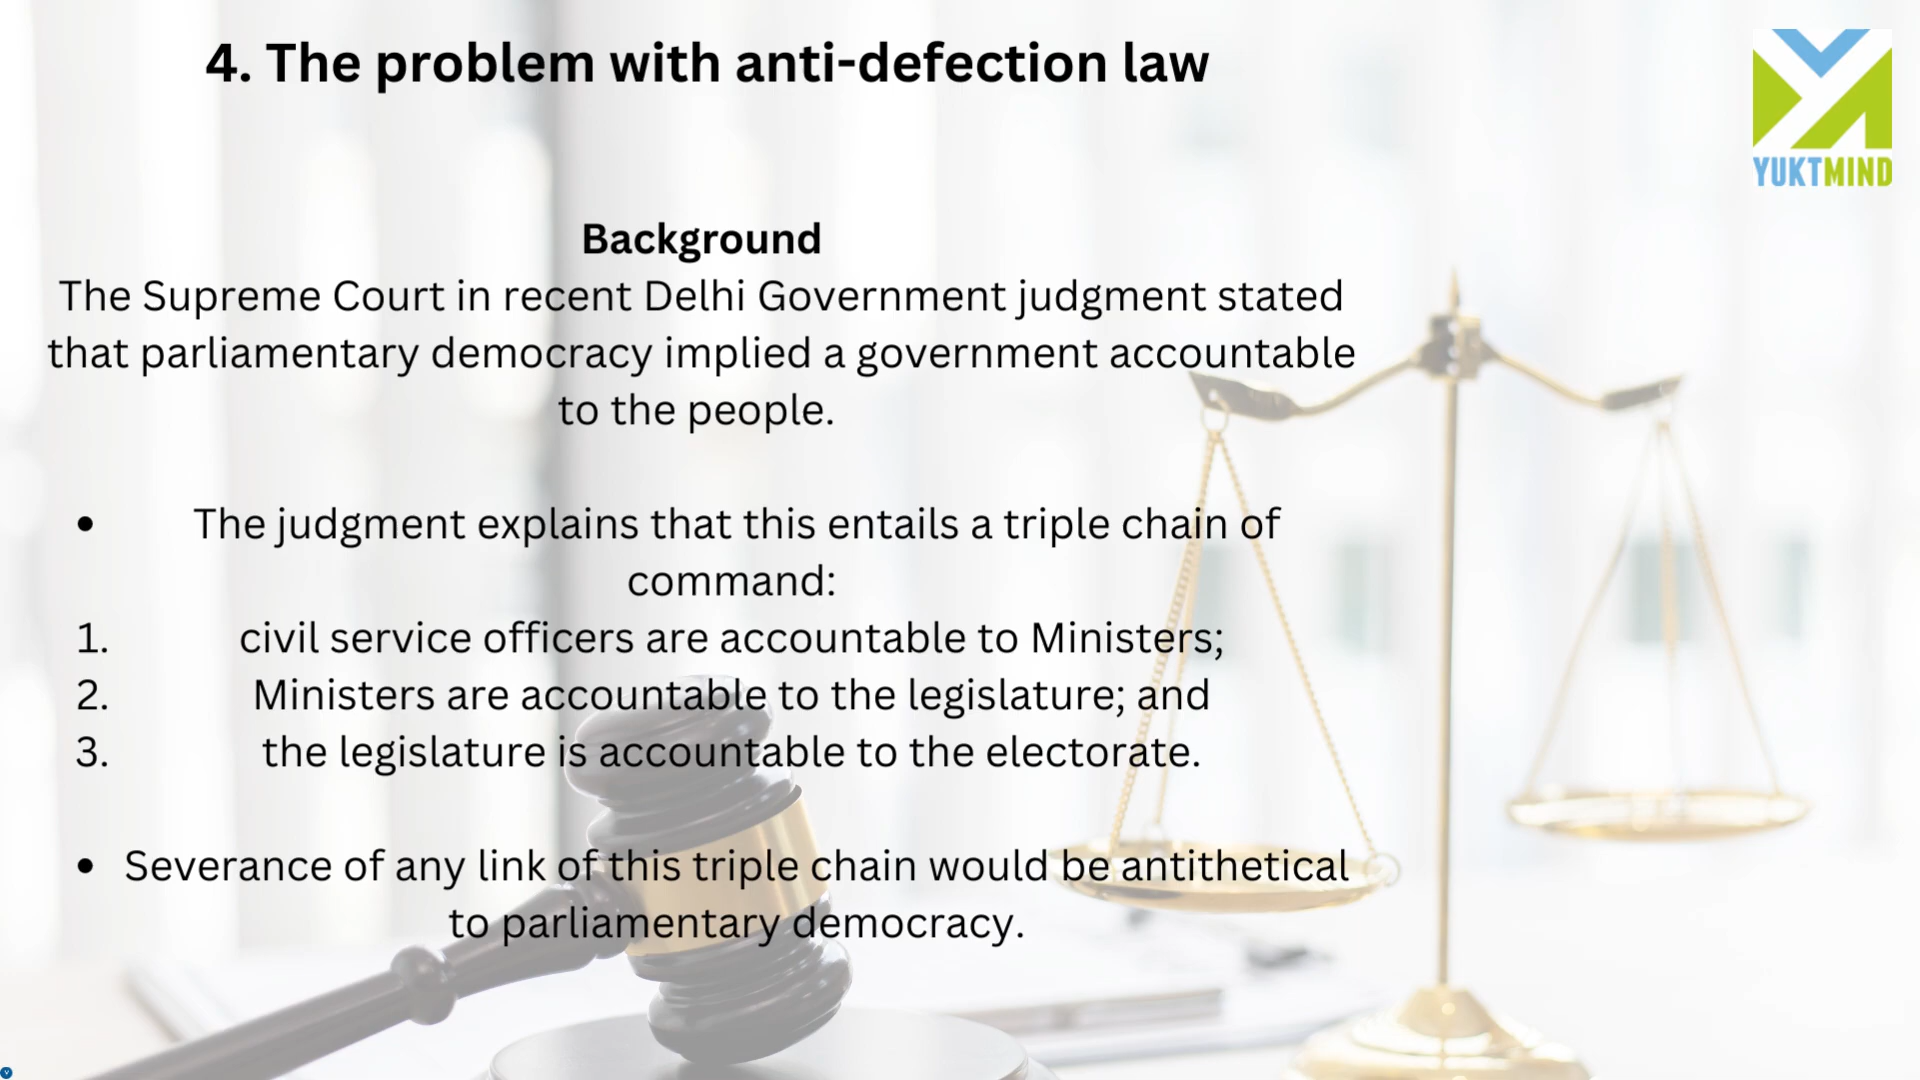 4. The problem with anti-defection law
YUKTMIND
Background
The Supreme Court in recent Delhi Government judgment stated
that parliamentary democracy implied a government accountable
to the people.
• The judgment explains that this entails a triple chain of
command:
1. civil service officers are accountable to Ministers;
2. Ministers are accountable to the legislature; and
3. the legislature is accountable to the electorate.
• Severance of any link of this triple chain would be antithetical
to parliamentary democracy.